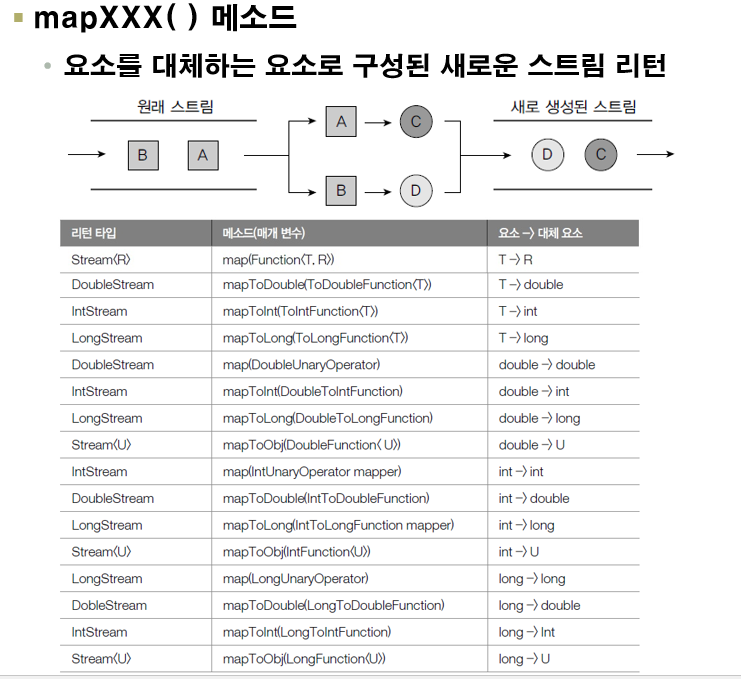 mapXXX( ) 메소드
요소를 대체하는 요소로 구성된 새로운 스트림 리턴
원래 스트림 새로 생성된 스트림
A C
B A D C
B D
리턴 타입 메소드(매개 변수) 요소 -> 대체 요소
Stream<R> map(Function<T, R>) T -> R
DoubleStream mapToDouble(ToDoubleFunction<T>) T -> double
IntStream mapToInt(ToIntFunction<T>) T -> int
LongStream mapToLong(ToLongFunction<T>) T -> long
DoubleStream map(DoubleUnaryOperator) double -> double
IntStream mapToInt(DoubleToIntFunction) double -> int
LongStream mapToLong(DoubleToLongFunction) double -> long
Stream<U> mapToObj(DoubleFunction< U>) double -> U
IntStream map(IntUnaryOperator mapper) int -> int
DoubleStream mapToDouble(IntToDoubleFunction) int -> double
LongStream mapToLong(IntToLongFunction mapper) int -> long
Stream<U> mapToObj(IntFunction<U>) int -> U
LongStream map(LongUnaryOperator) long -> long
DobleStream mapToDouble(LongToDoubleFunction) long -> double
IntStream mapToInt(LongToIntFunction) long -> Int
Stream<U> mapToObj(LongFunction<U>) long -> U